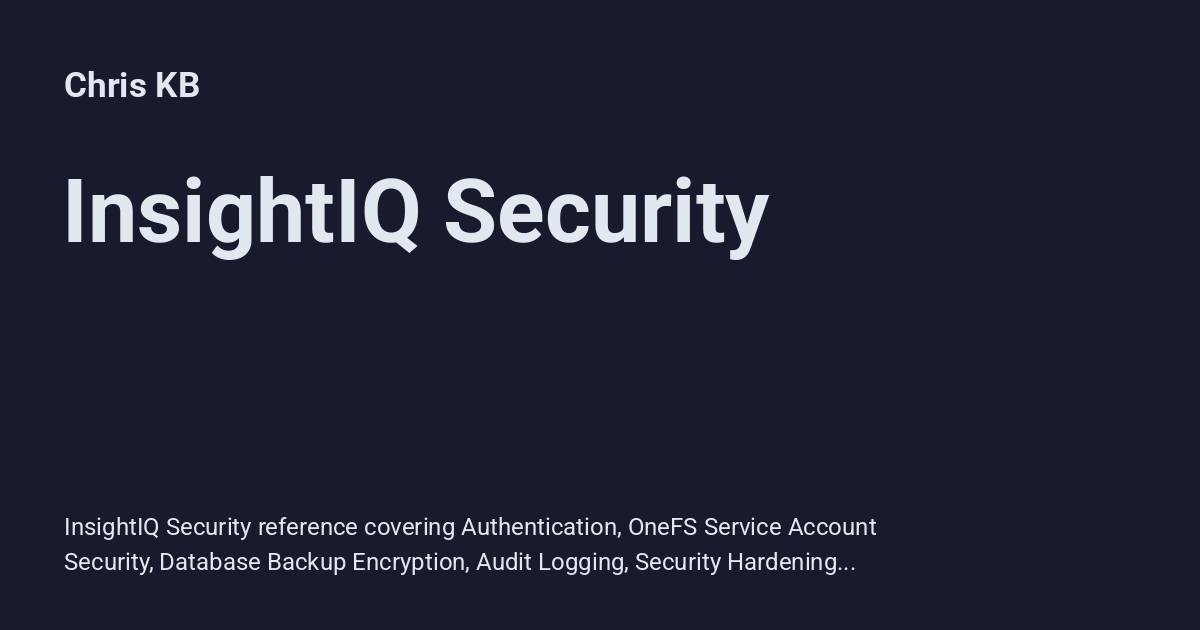 Chris KB
InsightIQ Security
InsightIQ Security reference covering Authentication, OneFS Service Account
Security, Database Backup Encryption, Audit Logging, Security Hardening...